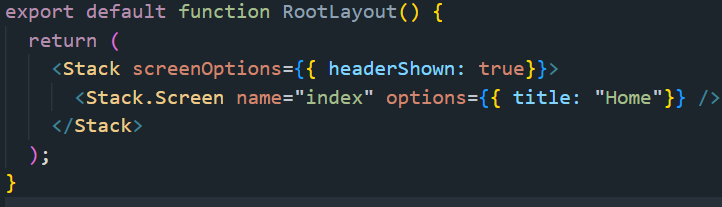 export default function RootLayout() {
  return (
    <Stack screenOptions={{ headerShown: true}}>
      <Stack.Screen name="index" options={{ title: "Home"}} />
    </Stack>
  );
}